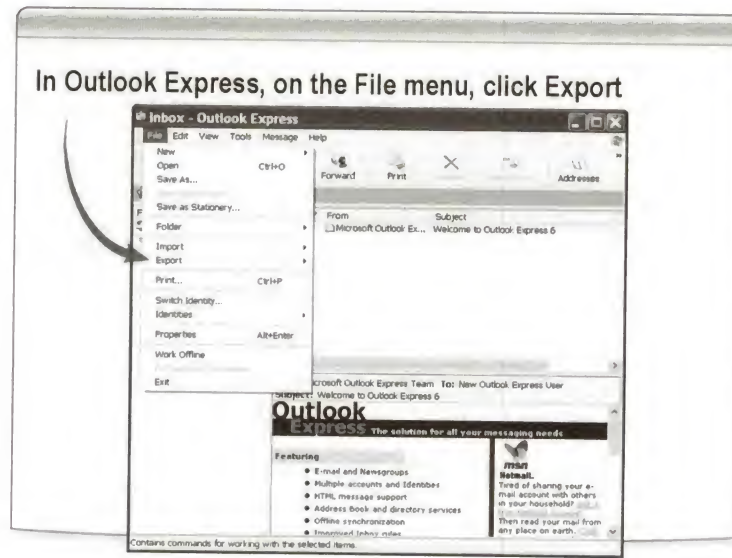 In Outlook Express, on the File menu, click Export
Inbox - Outlook Express
File Edit View Tools Message Help
New
Open Ctrl+O
Save As...
Save as Stationery...
Folder
Import
Export
Print... Ctrl+P
Switch Identity...
Identities
Properties Alt+Enter
Work Offline
Exit
Forward Print Addresses
From Subject
Microsoft Outlook Ex... Welcome to Outlook Express 6
crosoft Outlook Express Team To: New Outlook Express User
Subject: Welcome to Outlook Express 6
Outlook
Express The solution for all your messaging needs
Featuring
E-mail and Newsgroups
Multiple accounts and Identities
HTML message support
Address Book and directory services
Offline synchronization
Improved Inbox rules
msn
Hotmail.
Tired of sharing your e-
mail account with others
in your household?
Then read your mail from
any place on earth.
Contains commands for working with the selected items.